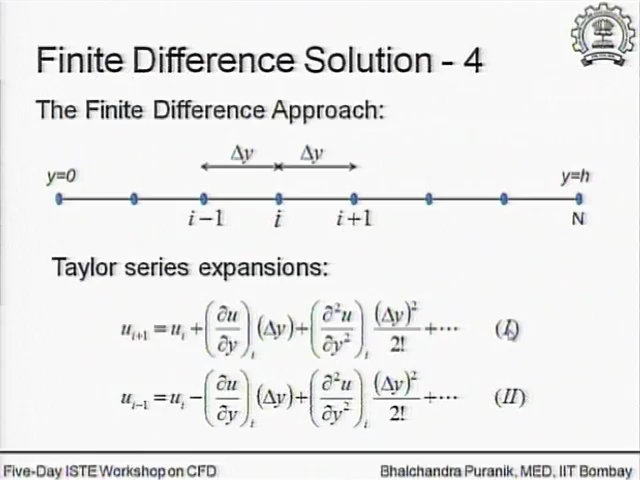 Finite Difference Solution - 4
The Finite Difference Approach:
Δy Δy
y=0 y=h
i−1 i i+1 N
Taylor series expansions:
u_{i+1} = u_i + (∂u/∂y)_i (Δy) + (∂²u/∂y²)_i (Δy)²/2! + ⋯ (I)
u_{i−1} = u_i − (∂u/∂y)_i (Δy) + (∂²u/∂y²)_i (Δy)²/2! + ⋯ (II)
Five-Day ISTE Workshop on CFD Bhalchandra Puranik, MED, IIT Bombay